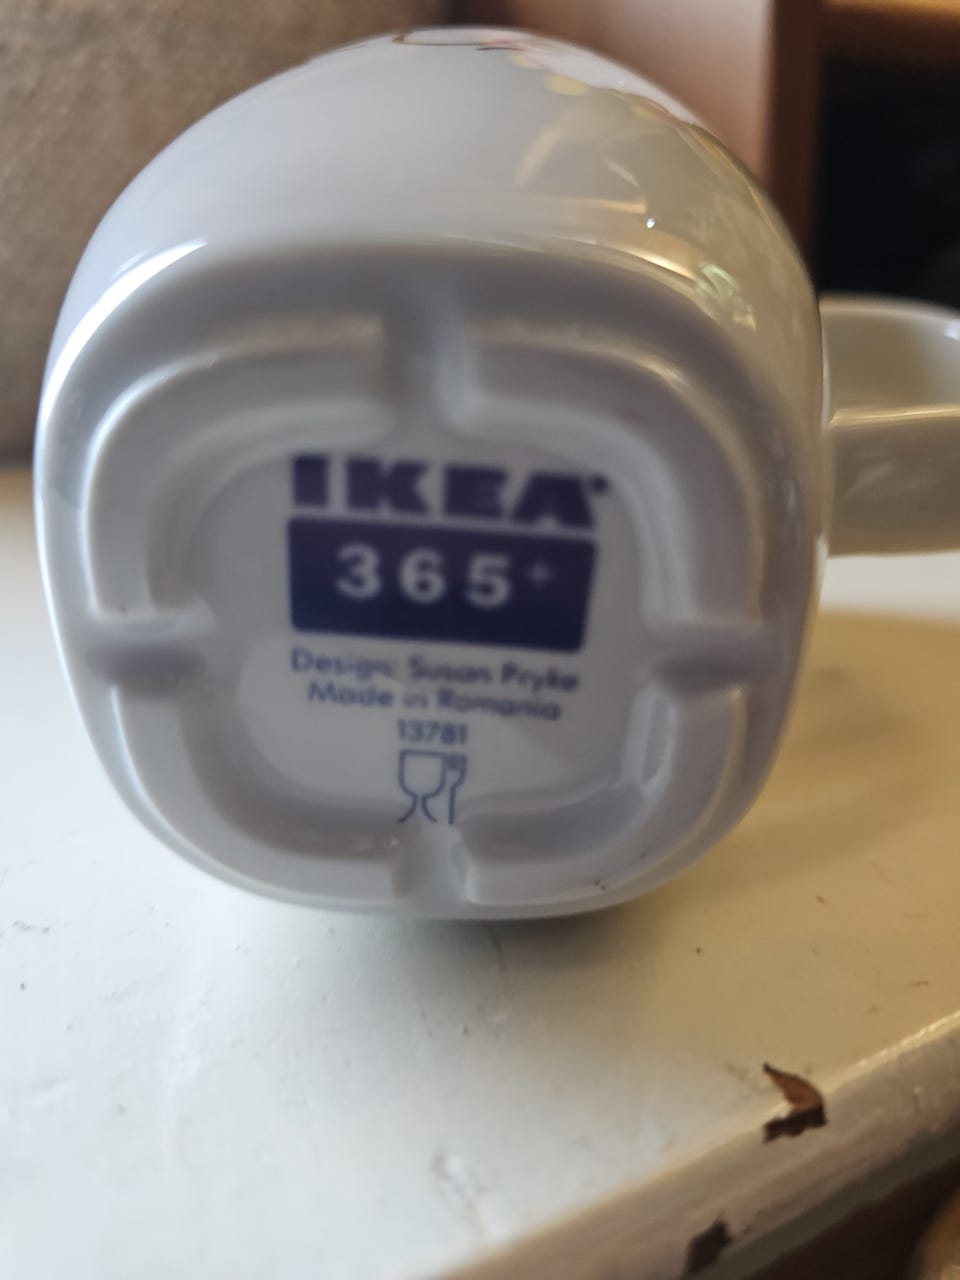 IKEA®
365+
Design: Susan Pryke
Made in Romania
13781